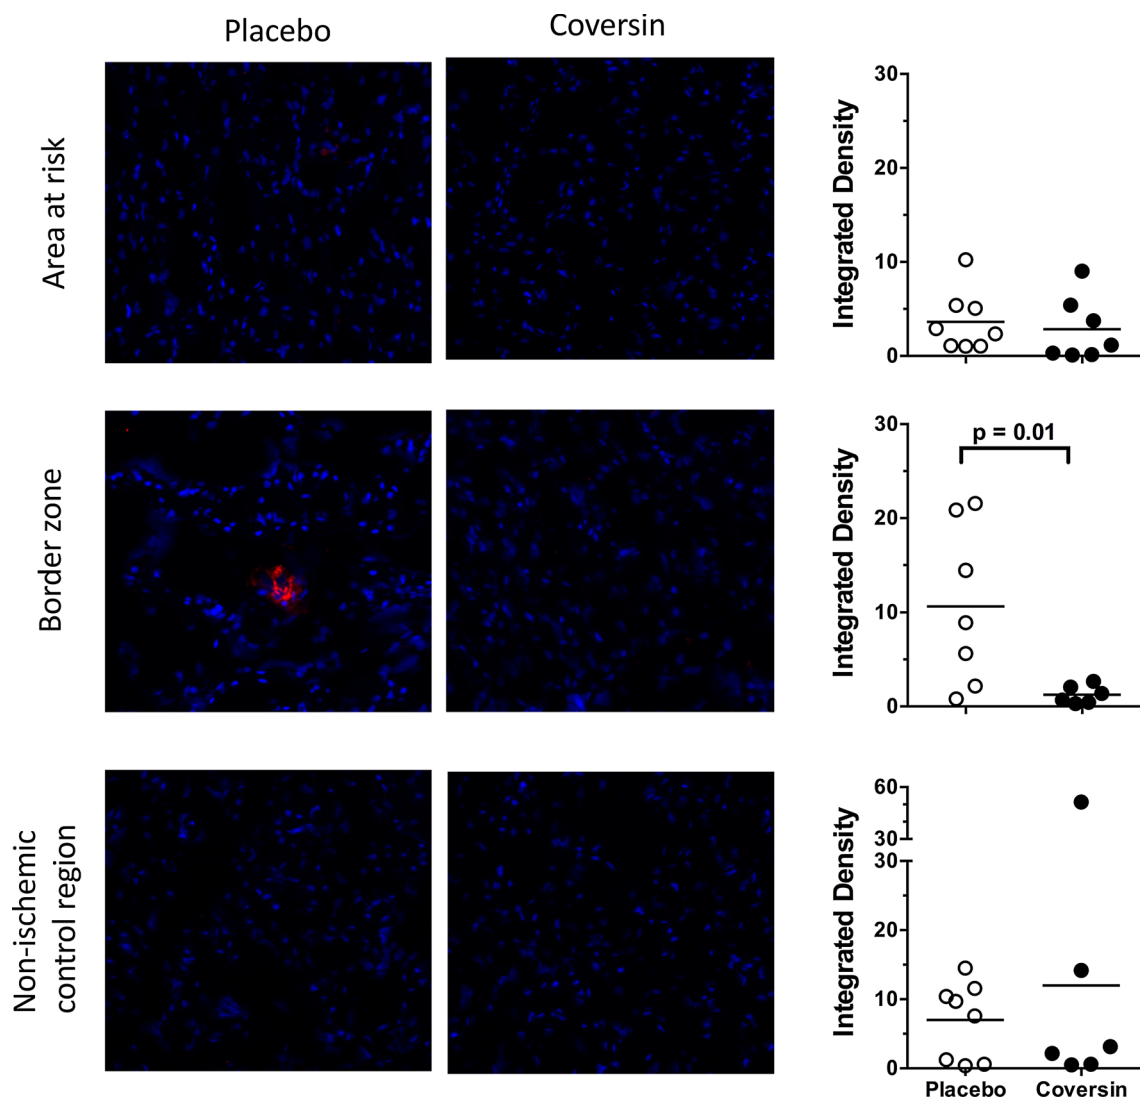 Placebo
Coversin
Area at risk
30
20
10
0
Integrated Density
Border zone
p = 0.01
30
20
10
0
Integrated Density
Non-ischemic
control region
60
30
30
20
10
0
Integrated Density
Placebo
Coversin